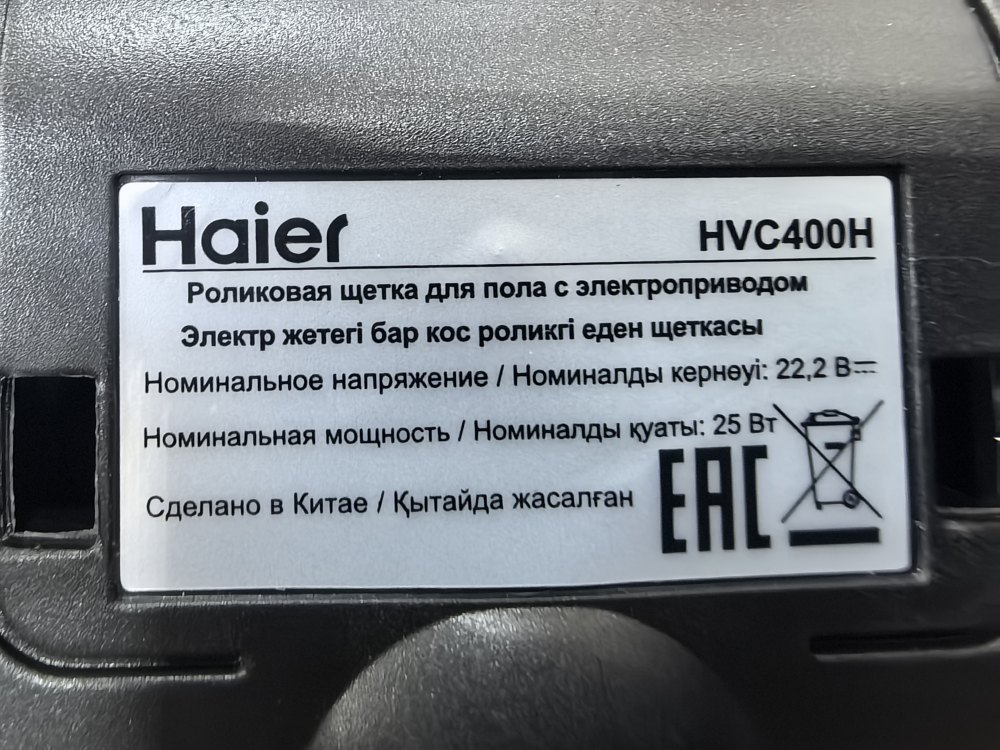 Haier HVC400H
Роликовая щетка для пола с электроприводом
Электр жетегі бар кос роликгі еден щеткасы
Номинальное напряжение / Номиналды кернеуі: 22,2 В⎓
Номинальная мощность / Номиналды қуаты: 25 Вт
Сделано в Китае / Қытайда жасалған
EAC